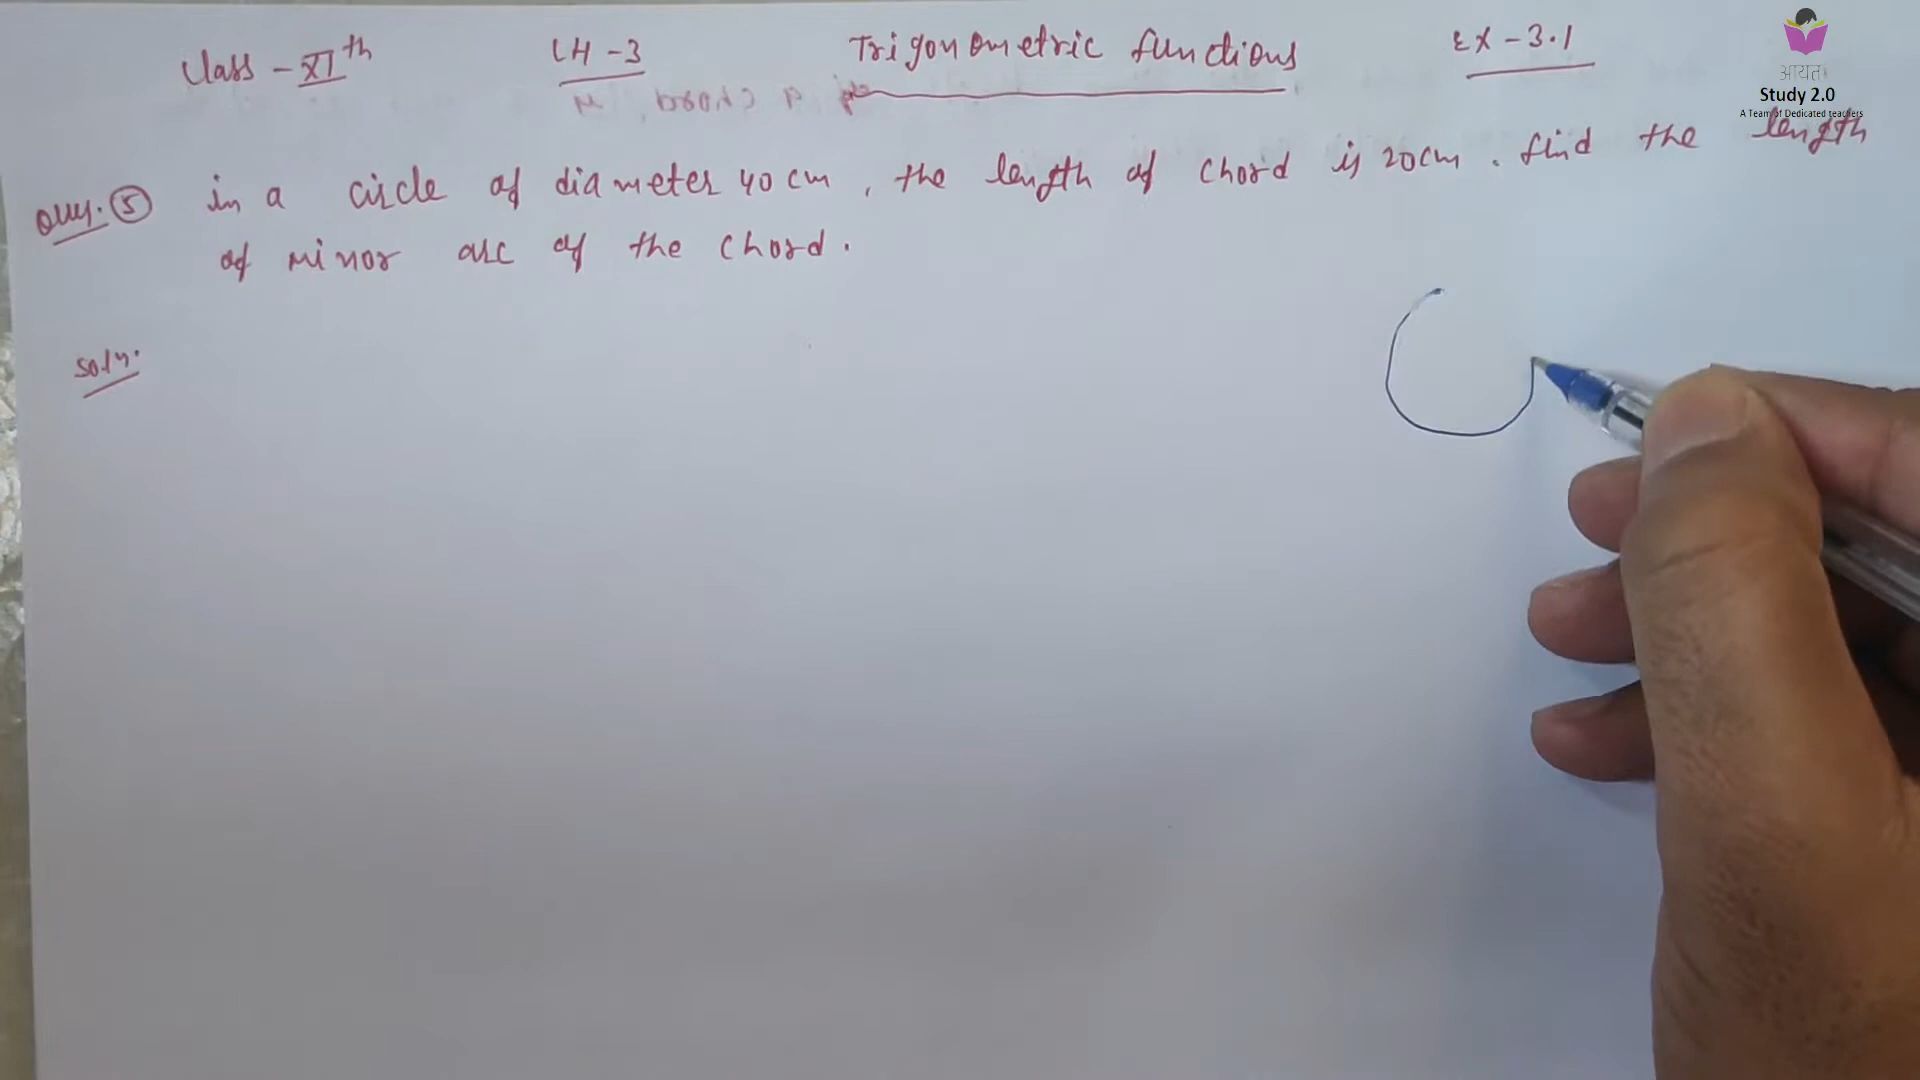 Class - XIth CH-3 Trigonometric functions Ex-3.1
Ques. 5 in a circle of diameter 40 cm, the length of chord is 20cm. find the length
of minor arc of the chord.
Soln.
आयत
Study 2.0
A Team of Dedicated teachers